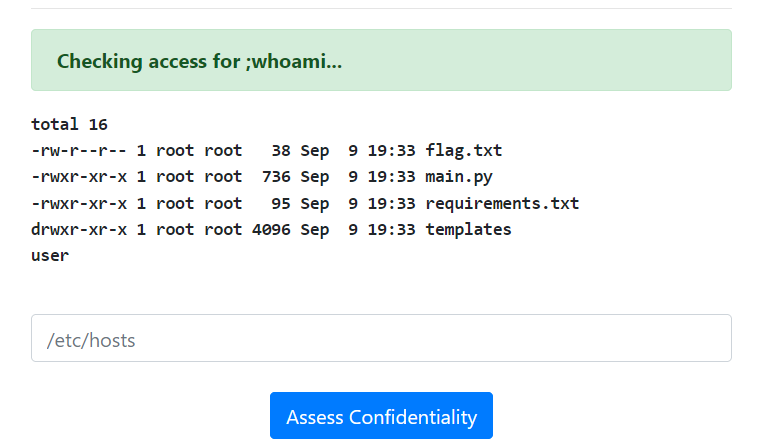 Checking access for ;whoami...
total 16
-rw-r--r-- 1 root root   38 Sep  9 19:33 flag.txt
-rwxr-xr-x 1 root root  736 Sep  9 19:33 main.py
-rwxr-xr-x 1 root root   95 Sep  9 19:33 requirements.txt
drwxr-xr-x 1 root root 4096 Sep  9 19:33 templates
user
/etc/hosts
Assess Confidentiality